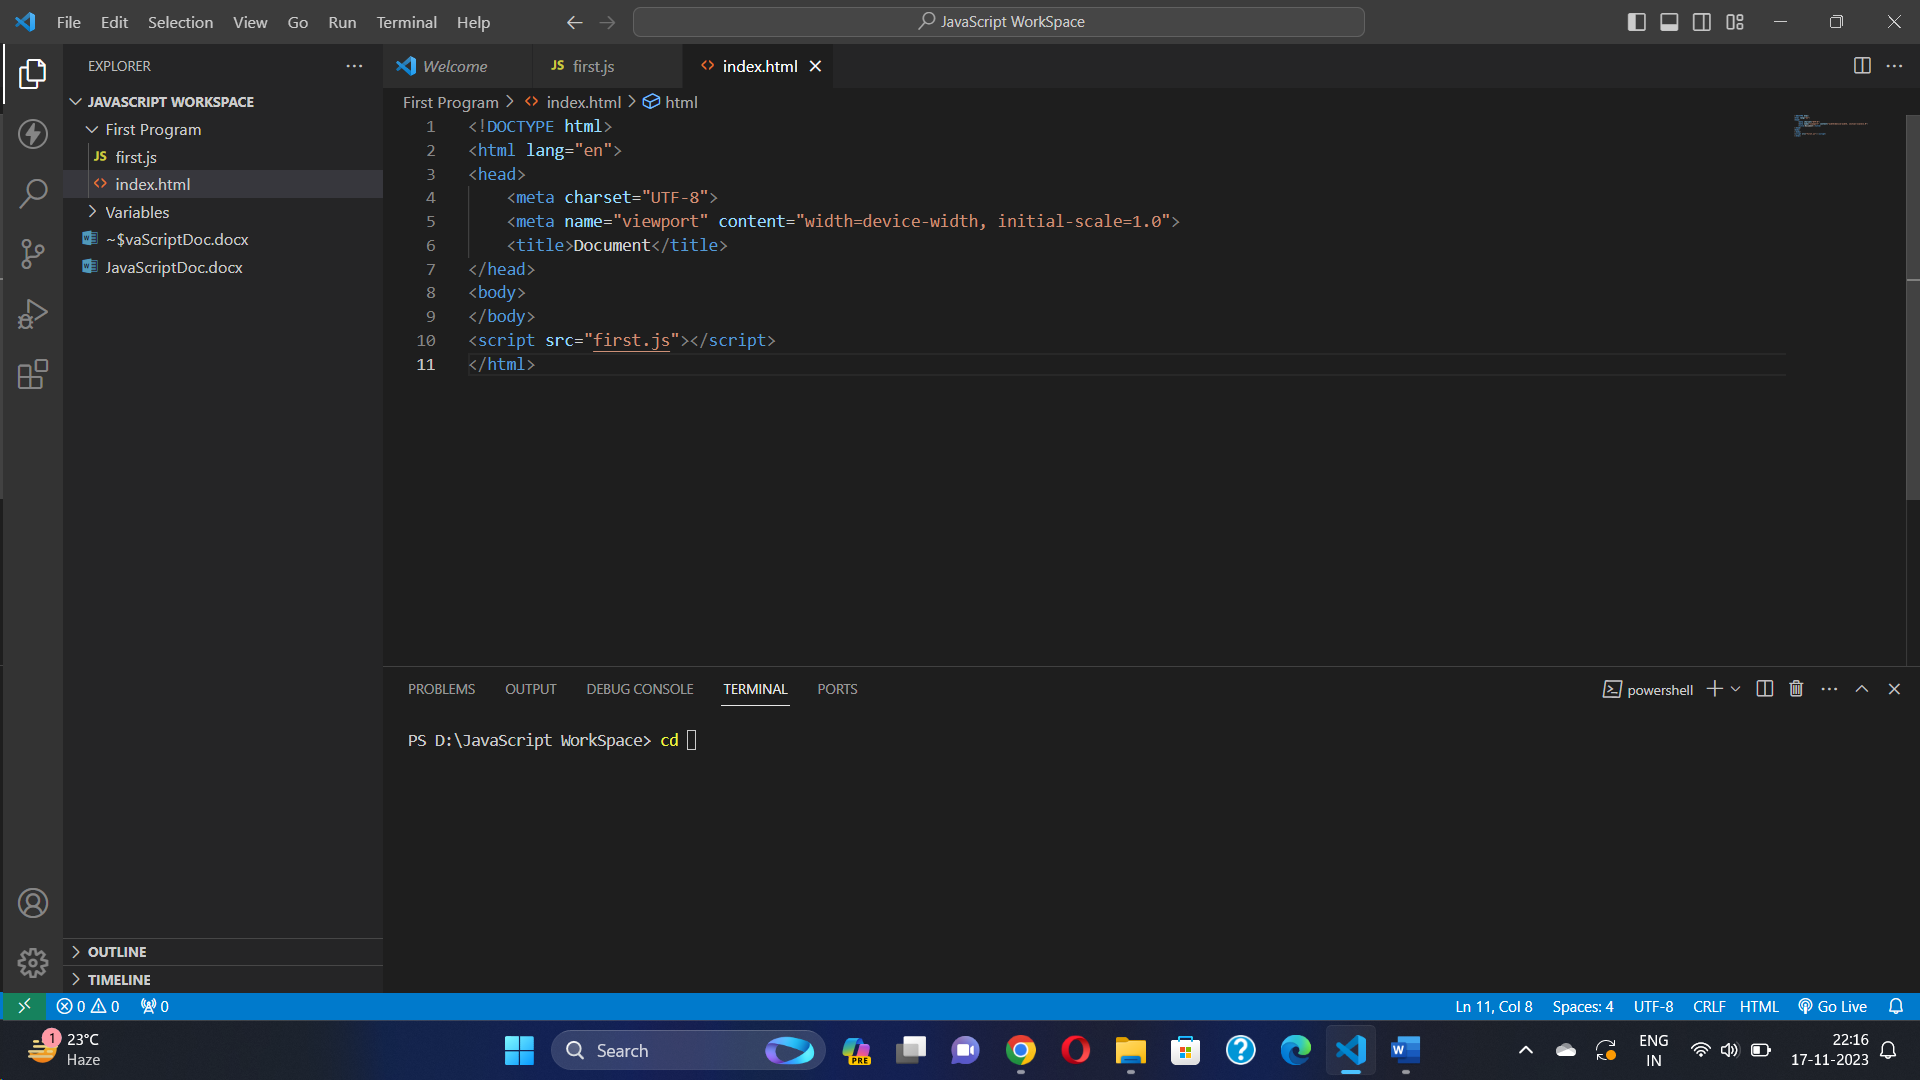 File Edit Selection View Go Run Terminal Help
JavaScript WorkSpace
EXPLORER
JAVASCRIPT WORKSPACE
First Program
JS first.js
index.html
Variables
~$vaScriptDoc.docx
JavaScriptDoc.docx
OUTLINE
TIMELINE
Welcome JS first.js index.html
First Program index.html html
1 <!DOCTYPE html>
2 <html lang="en">
3 <head>
4 <meta charset="UTF-8">
5 <meta name="viewport" content="width=device-width, initial-scale=1.0">
6 <title>Document</title>
7 </head>
8 <body>
9 </body>
10 <script src="first.js"></script>
11 </html>
PROBLEMS OUTPUT DEBUG CONSOLE TERMINAL PORTS
powershell
PS D:\JavaScript WorkSpace> cd
0 0 0
Ln 11, Col 8 Spaces: 4 UTF-8 CRLF HTML Go Live
1
23°C
Haze
Search
PRE
W
ENG
IN
22:16
17-11-2023